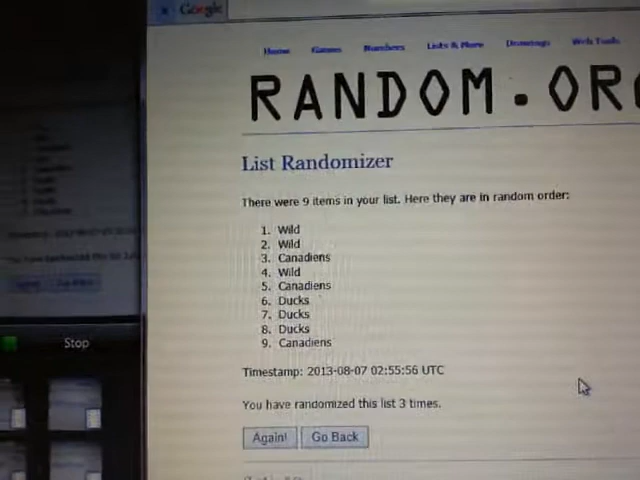 Google
Home Games Numbers Lists & More Drawings Web Tools
RANDOM.ORG
List Randomizer
There were 9 items in your list. Here they are in random order:
1. Wild
2. Wild
3. Canadiens
4. Wild
5. Canadiens
6. Ducks
7. Ducks
8. Ducks
9. Canadiens
Timestamp: 2013-08-07 02:55:56 UTC
You have randomized this list 3 times.
Again! Go Back
Stop